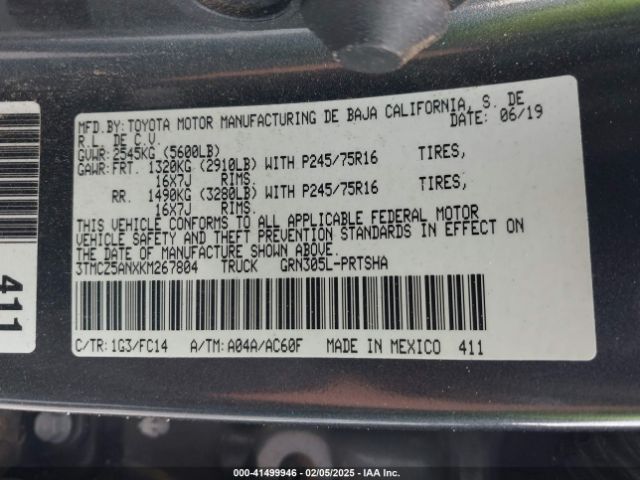 MFD.BY: TOYOTA MOTOR MANUFACTURING DE BAJA CALIFORNIA, S. DE
R.L. DE C.V. DATE: 06/19
GVWR: 2545KG (5600LB)
GAWR: FRT. 1320KG (2910LB) WITH P245/75R16 TIRES,
16X7J RIMS.
RR. 1490KG (3280LB) WITH P245/75R16 TIRES,
16X7J RIMS.
THIS VEHICLE CONFORMS TO ALL APPLICABLE FEDERAL MOTOR
VEHICLE SAFETY AND THEFT PREVENTION STANDARDS IN EFFECT ON
THE DATE OF MANUFACTURE SHOWN ABOVE.
3TMCZ5ANXKM267804 TRUCK GRN305L-PRTSHA
C/TR: 1G3/FC14 A/TM: A04A/AC60F MADE IN MEXICO 411
411
000-41499946 - 02/05/2025 - IAA Inc.